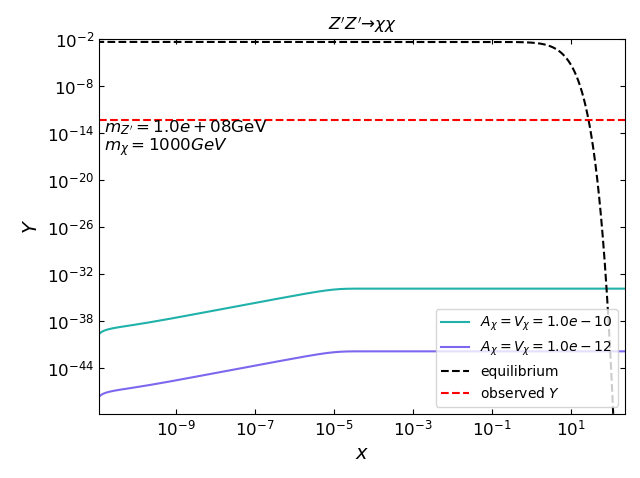 Z′Z′→χχ
10⁻²
10⁻⁸
10⁻¹⁴
10⁻²⁰
10⁻²⁶
10⁻³²
10⁻³⁸
10⁻⁴⁴
Y
m_Z′ = 1.0e + 08GeV
m_χ = 1000GeV
A_χ = V_χ = 1.0e − 10
A_χ = V_χ = 1.0e − 12
equilibrium
observed Y
10⁻⁹ 10⁻⁷ 10⁻⁵ 10⁻³ 10⁻¹ 10¹
x